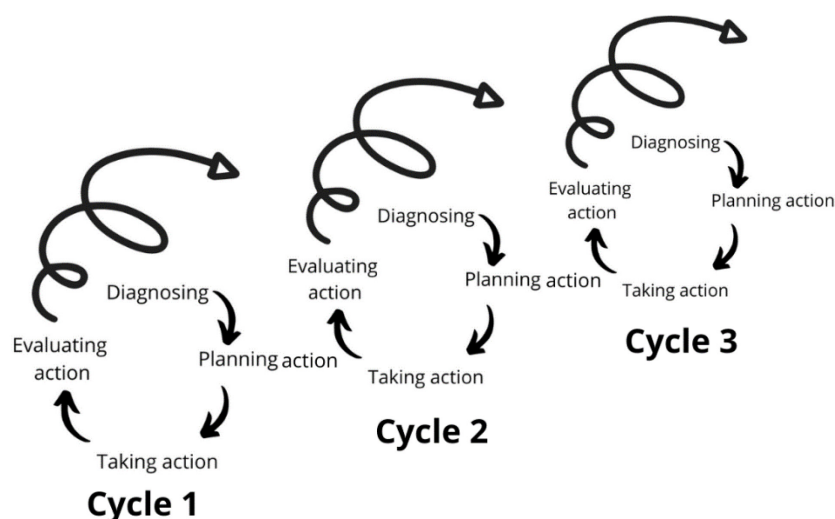 Diagnosing
Planning action
Taking action
Evaluating
action
Cycle 1
Diagnosing
Planning action
Taking action
Evaluating
action
Cycle 2
Diagnosing
Planning action
Taking action
Evaluating
action
Cycle 3